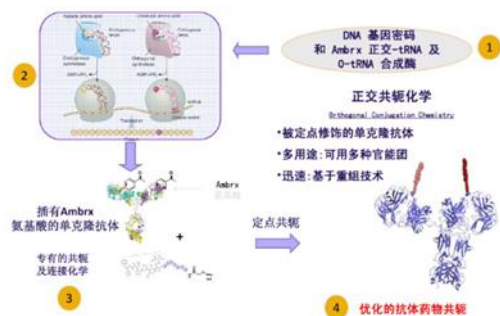 DNA 基因密码
和 Ambrx 正交-tRNA 及
O-tRNA 合成酶
1
2
正交共轭化学
Orthogonal Conjugation Chemistry
•被定点修饰的单克隆抗体
•多用途:可用多种官能团
•迅速:基于重组技术
Ambrx
插有Ambrx
氨基酸的单克隆抗体
+
专有的共轭
及连接化学
定点共轭
3
4
优化的抗体药物共轭